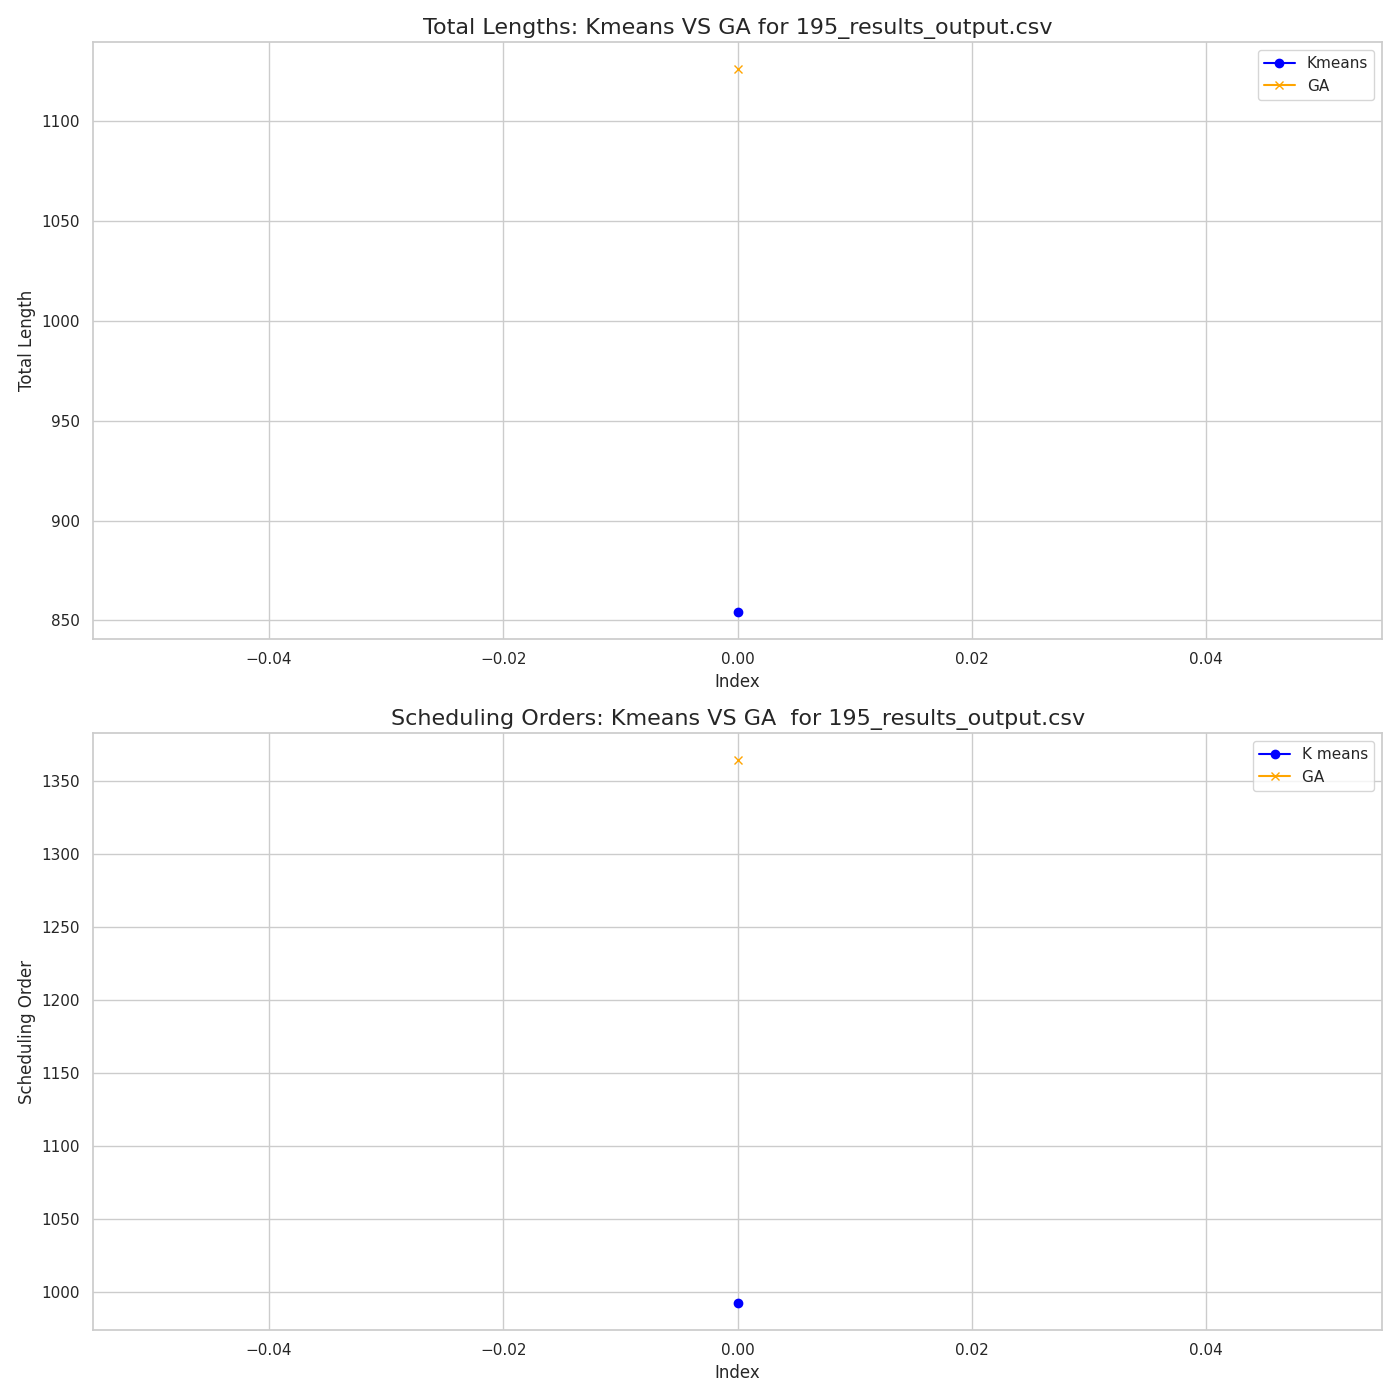 Total Lengths: Kmeans VS GA for 195_results_output.csv
Kmeans
GA
1100
1050
1000
950
900
850
Total Length
−0.04 −0.02 0.00 0.02 0.04
Index
Scheduling Orders: Kmeans VS GA  for 195_results_output.csv
K means
GA
1350
1300
1250
1200
1150
1100
1050
1000
Scheduling Order
−0.04 −0.02 0.00 0.02 0.04
Index